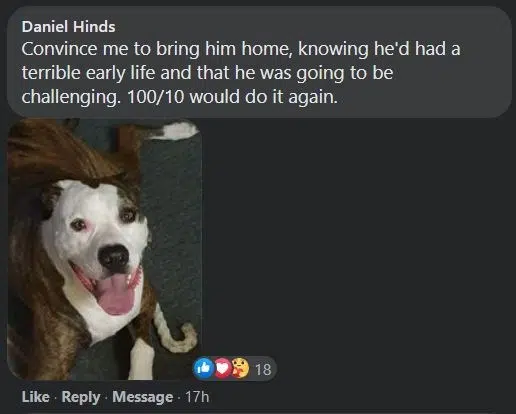 Daniel Hinds
Convince me to bring him home, knowing he'd had a
terrible early life and that he was going to be
challenging. 100/10 would do it again.
18
Like · Reply · Message · 17h